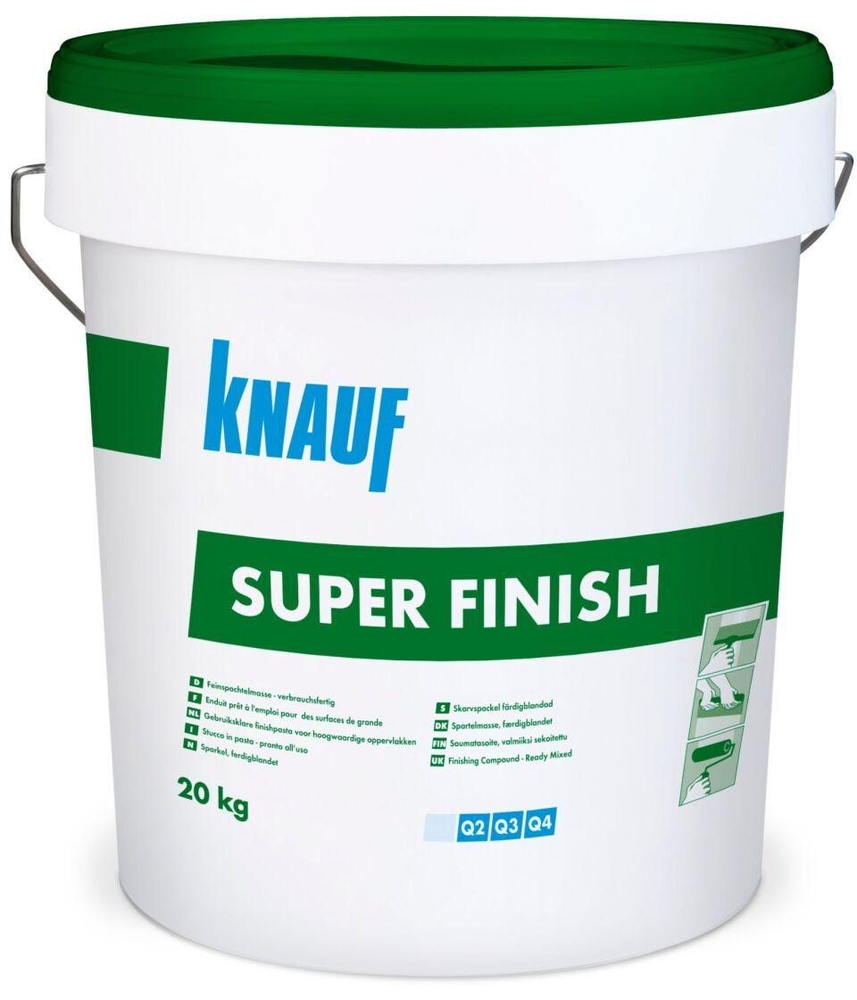 KNAUF
SUPER FINISH
D Feinspachtelmasse - verbrauchsfertig
F Enduit prêt à l'emploi pour des surfaces de grande
NL Gebruiksklare finishpasta voor hoogwaardige oppervlakken
I Stucco in pasta - pronto all'uso
N Sparkel, ferdigblandet
S Skarvspackel färdigblandad
DK Spartelmasse, færdigblandet
FIN Saumatasoite, valmiiksi sekoitettu
UK Finishing Compound - Ready Mixed
20 kg
Q2 Q3 Q4